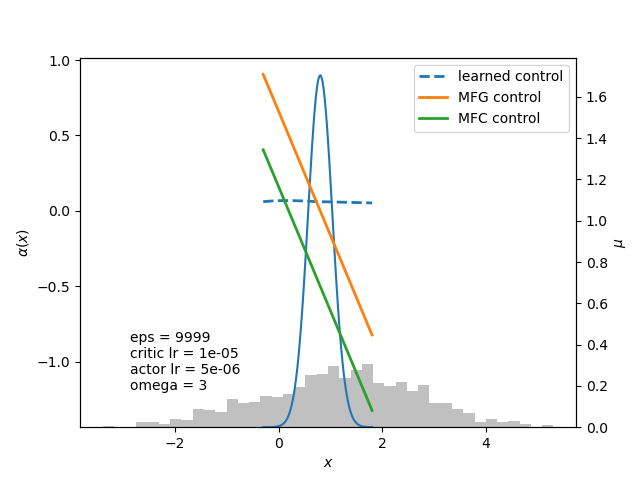 learned control
MFG control
MFC control
eps = 9999
critic lr = 1e-05
actor lr = 5e-06
omega = 3
α(x)
1.0
0.5
0.0
−0.5
−1.0
μ
1.6
1.4
1.2
1.0
0.8
0.6
0.4
0.2
0.0
−2
0
2
4
x